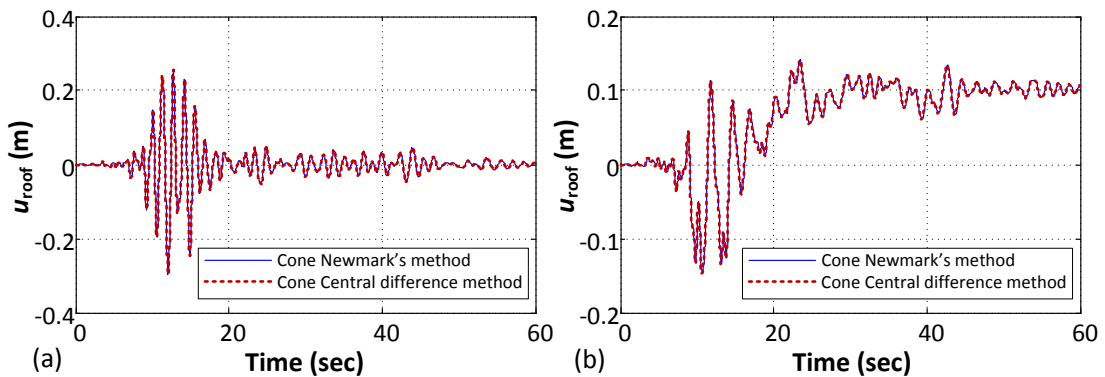 0.4
0.2
0
-0.2
-0.4
u roof (m)
Cone Newmark's method
Cone Central difference method
0 20 40 60
Time (sec)
(a)
0.2
0.1
0
-0.1
-0.2
u roof (m)
Cone Newmark's method
Cone Central difference method
0 20 40 60
Time (sec)
(b)